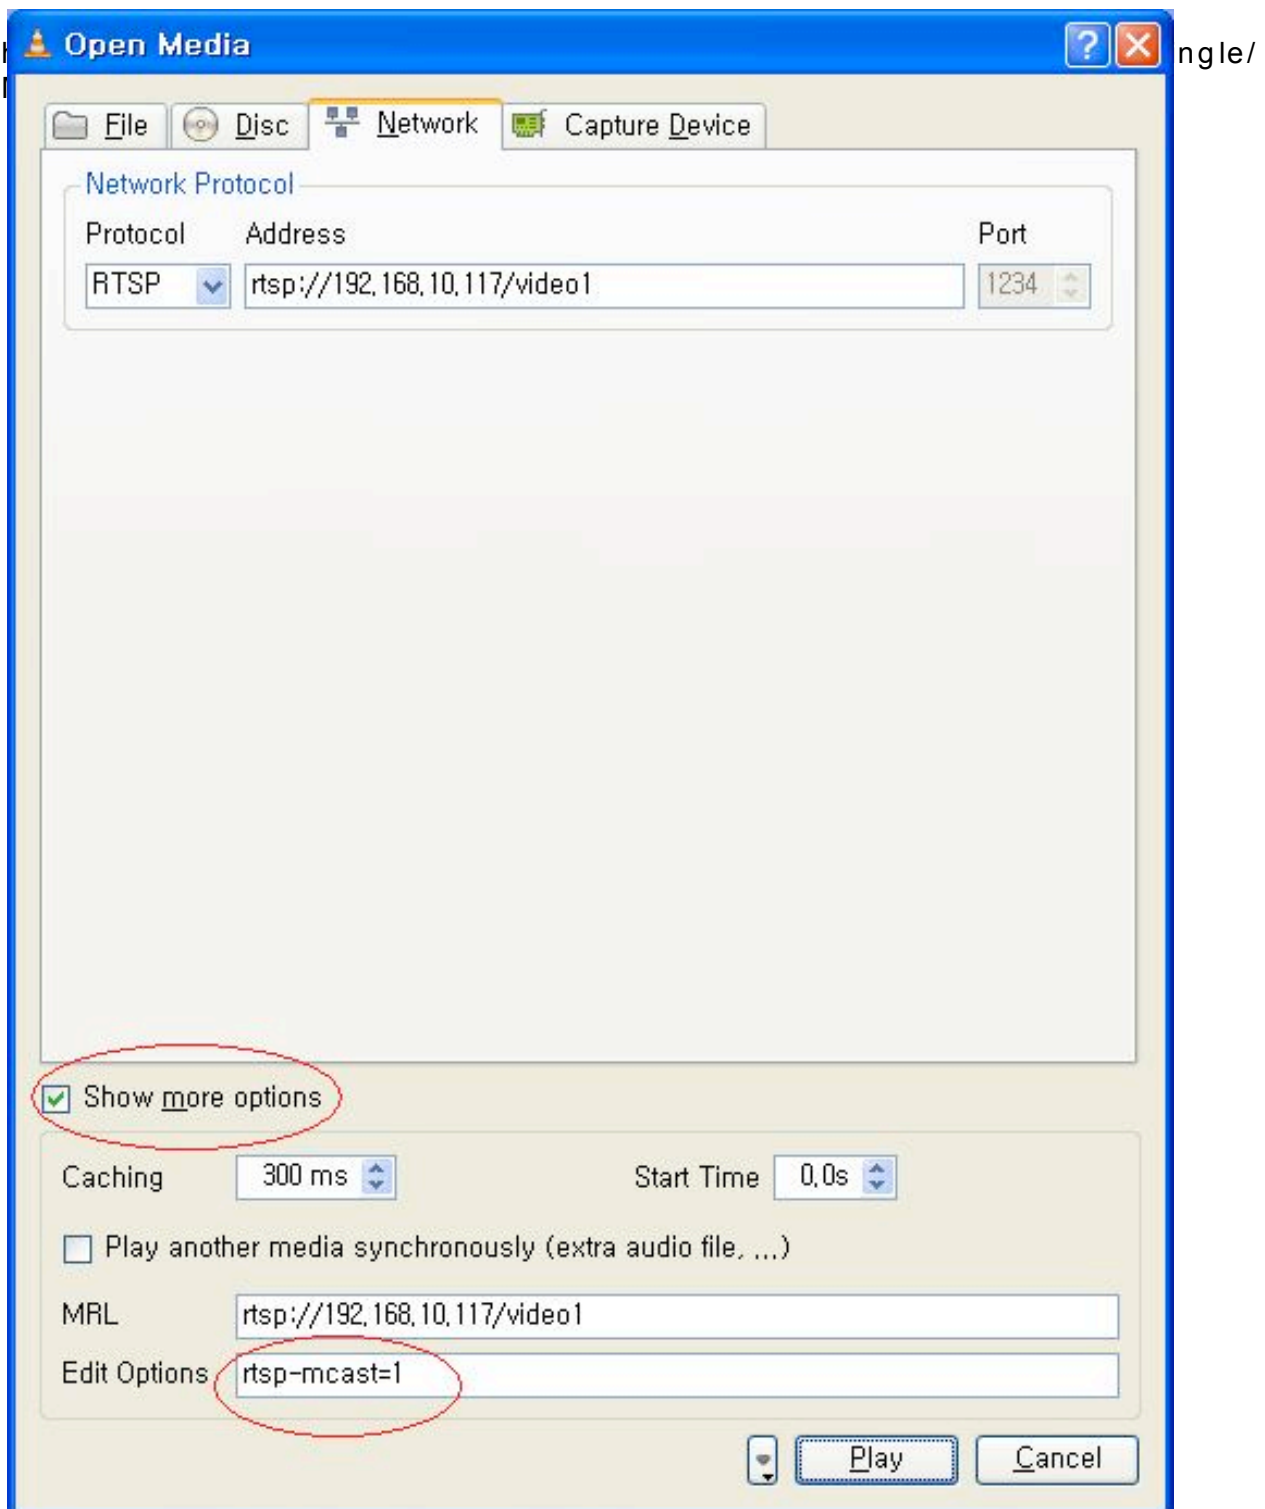 Open Media
ngle/
File Disc Network Capture Device
Network Protocol
Protocol Address Port
RTSP rtsp://192,168,10,117/video1 1234
Show more options
Caching 300 ms Start Time 0,0s
Play another media synchronously (extra audio file, ,,,)
MRL rtsp://192,168,10,117/video1
Edit Options rtsp-mcast=1
Play Cancel